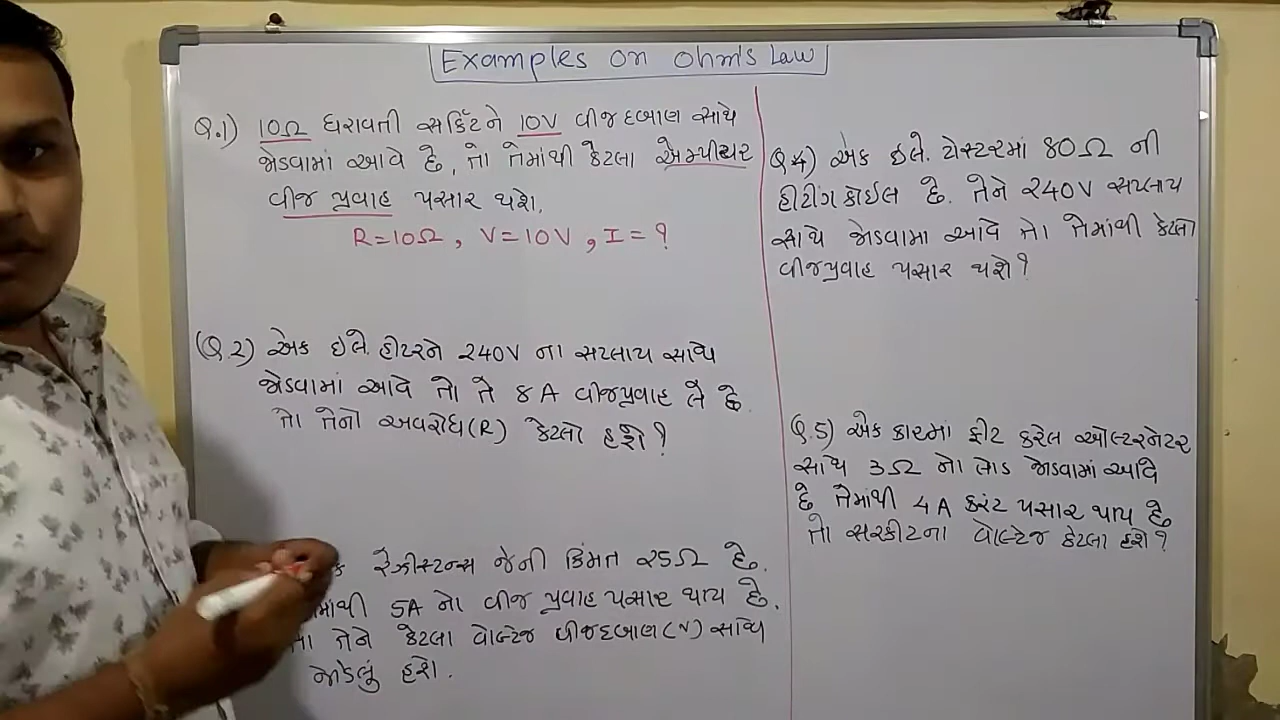 Examples on Ohm's Law
Q.1) 10Ω ધરાવતી સર્કિટને 10V વીજ દબાણ સાથે
જોડવામાં આવે છે, તો તેમાંથી કેટલા એમ્પીયર
વીજ પ્રવાહ પસાર થશે.
R=10Ω, V=10V, I=?
(Q.2) એક ઇલે. હીટરને 240V ના સપ્લાય સાથે
જોડવામાં આવે તો તે 8A વીજપ્રવાહ લે છે
તો તેનો અવરોધ(R) કેટલો હશે?
રેઝીસ્ટન્સ જેની કિંમત 25Ω છે.
માંથી 5A નો વીજ પ્રવાહ પસાર થાય છે.
તેને કેટલા વોલ્ટેજ વીજદબાણ(V) સાથે
જોડેલું હશે.
Q.4) એક ઇલે. ટોસ્ટરમાં 80Ω ની
હીટીંગ કોઇલ છે. તેને 240V સપ્લાય
સાથે જોડવામા આવે તો તેમાંથી કેટલો
વીજપ્રવાહ પસાર થશે?
Q.5) એક કારમાં ફીટ કરેલ ઓલ્ટરનેટર
સાથે 3Ω નો લોડ જોડવામાં આવે
છે તેમાંથી 4A કરંટ પસાર થાય છે
તો સરકીટના વોલ્ટેજ કેટલા હશે?